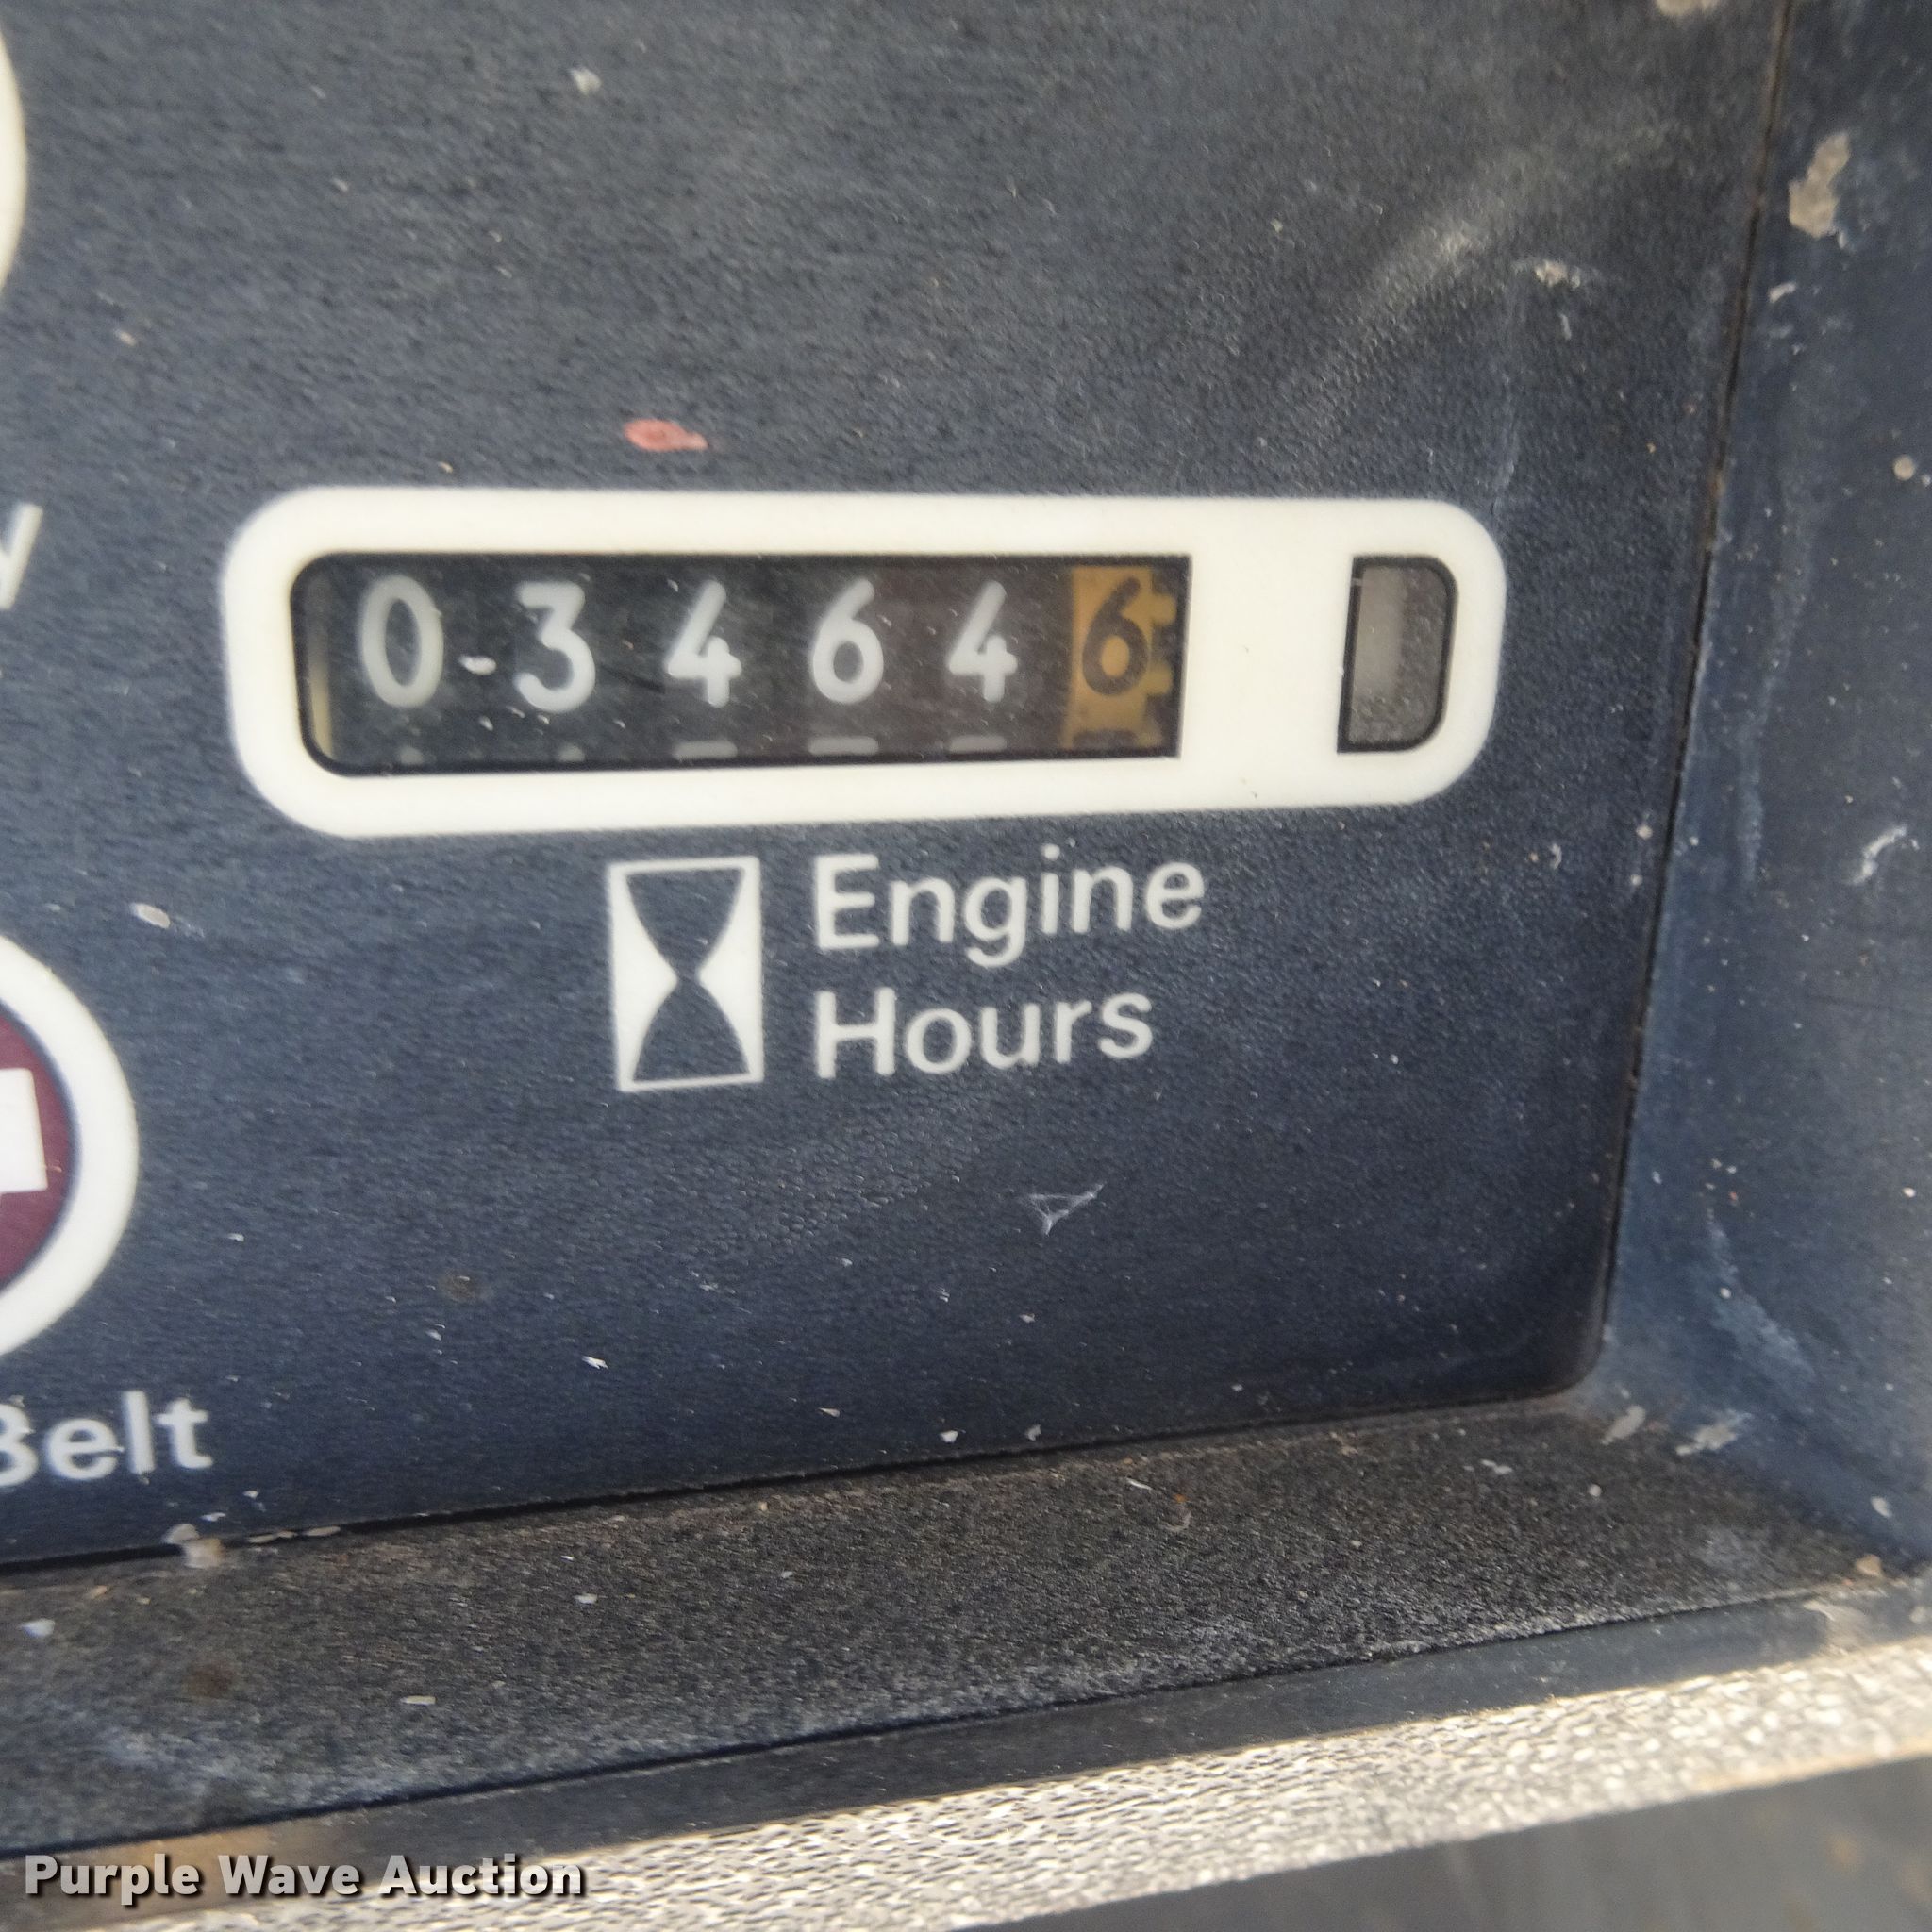 y
034646
Engine
Hours
Belt
Purple Wave Auction